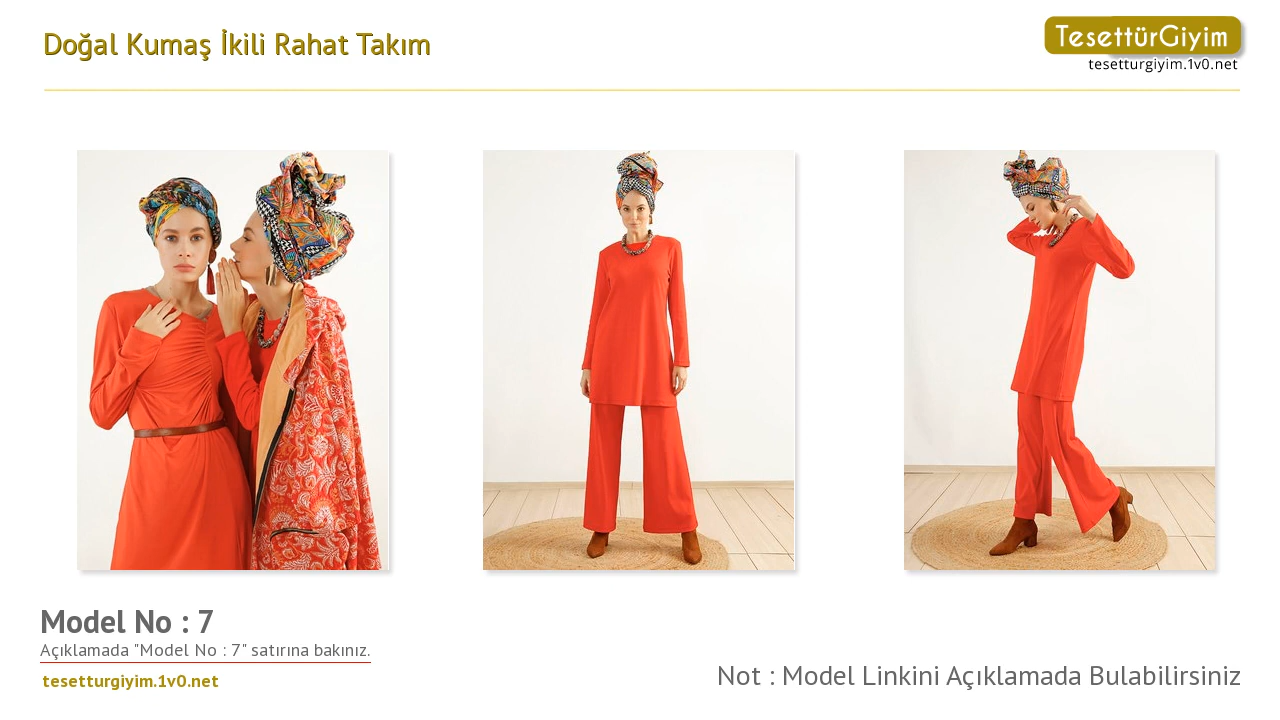 Doğal Kumaş İkili Rahat Takım
TesettürGiyim
tesetturgiyim.1v0.net
Model No : 7
Açıklamada "Model No : 7" satırına bakınız.
tesetturgiyim.1v0.net
Not : Model Linkini Açıklamada Bulabilirsiniz